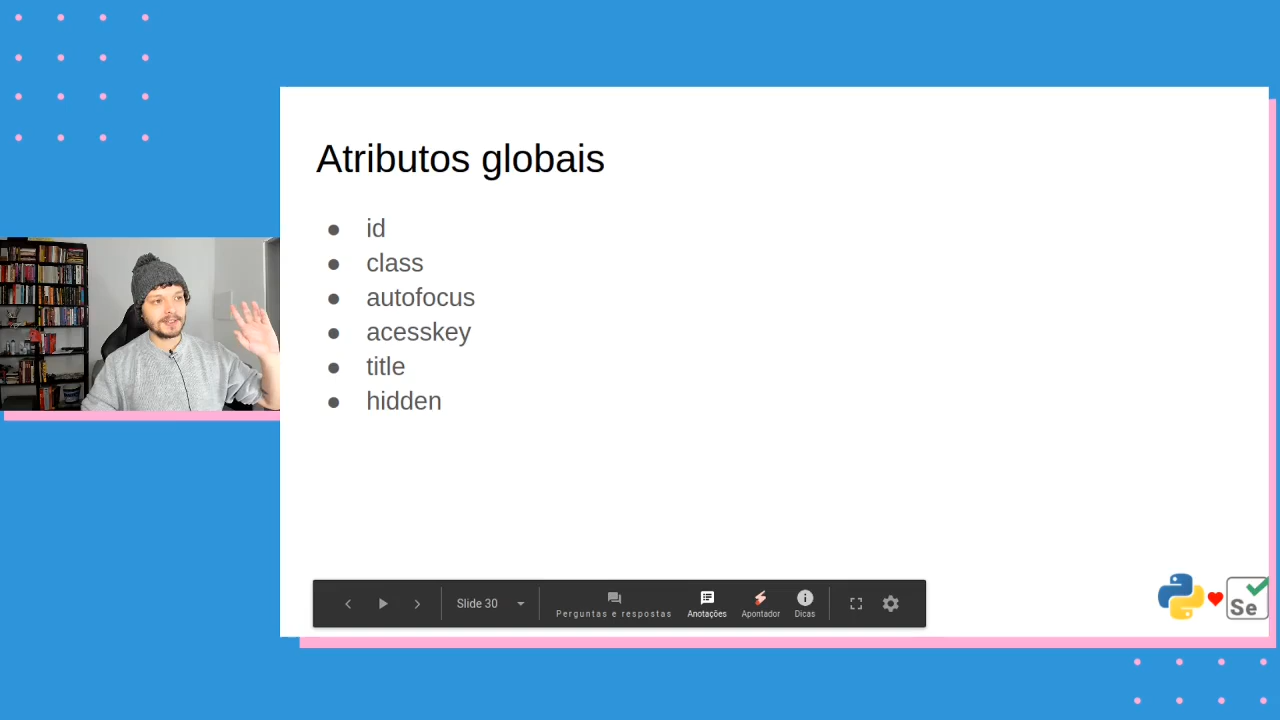 Atributos globais
● id
● class
● autofocus
● acesskey
● title
● hidden
Slide 30
Perguntas e respostas
Anotações
Apontador
Dicas
Se